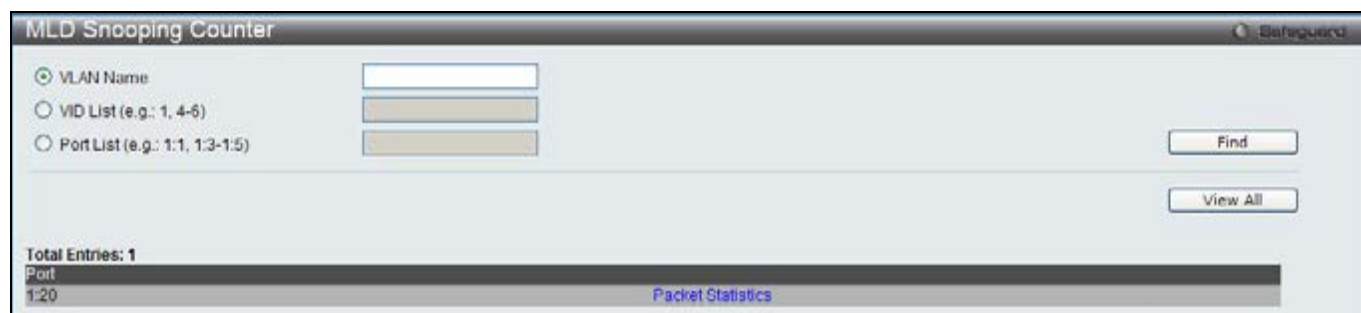 MLD Snooping Counter
Safeguard
VLAN Name
VID List (e.g.: 1, 4-6)
Port List (e.g.: 1:1, 1:3-1:5)
Find
View All
Total Entries: 1
Port
1:20 Packet Statistics